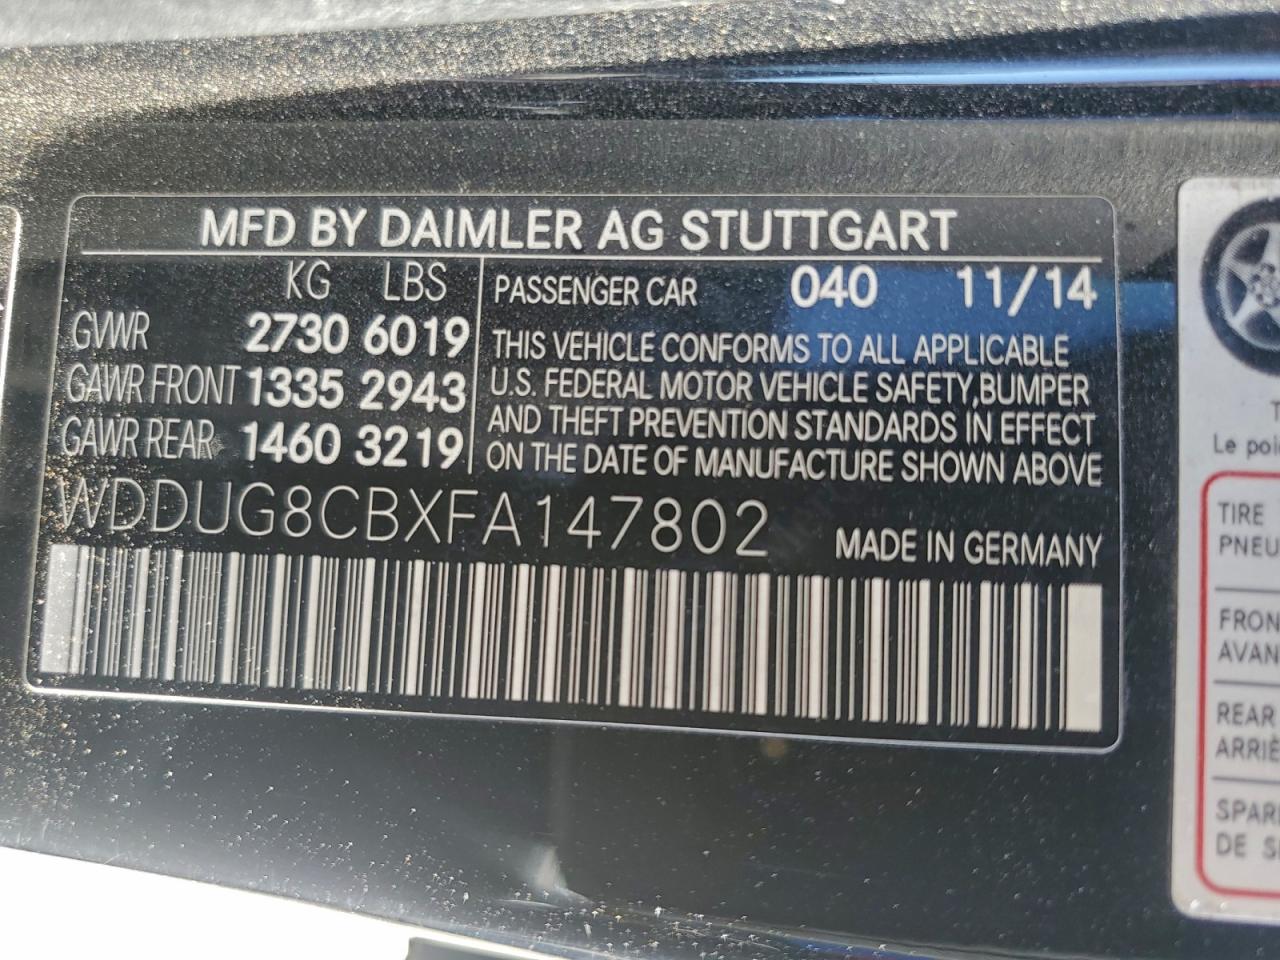 MFD BY DAIMLER AG STUTTGART
KG LBS
GVWR 2730 6019
GAWR FRONT 1335 2943
GAWR REAR 1460 3219
PASSENGER CAR 040 11/14
THIS VEHICLE CONFORMS TO ALL APPLICABLE
U.S. FEDERAL MOTOR VEHICLE SAFETY, BUMPER
AND THEFT PREVENTION STANDARDS IN EFFECT
ON THE DATE OF MANUFACTURE SHOWN ABOVE
WDDUG8CBXFA147802
MADE IN GERMANY
T
Le poi
TIRE
PNEU
FRON
AVAN
REAR
ARRIÈ
SPAR
DE S